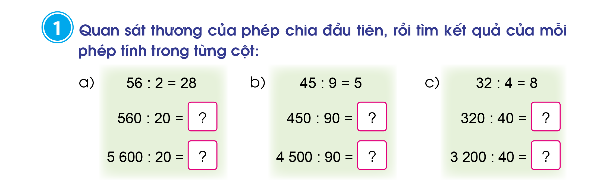 1 Quan sát thương của phép chia đầu tiên, rồi tìm kết quả của mỗi
phép tính trong từng cột:
a) 56 : 2 = 28 b) 45 : 9 = 5 c) 32 : 4 = 8
560 : 20 = ? 450 : 90 = ? 320 : 40 = ?
5 600 : 20 = ? 4 500 : 90 = ? 3 200 : 40 = ?